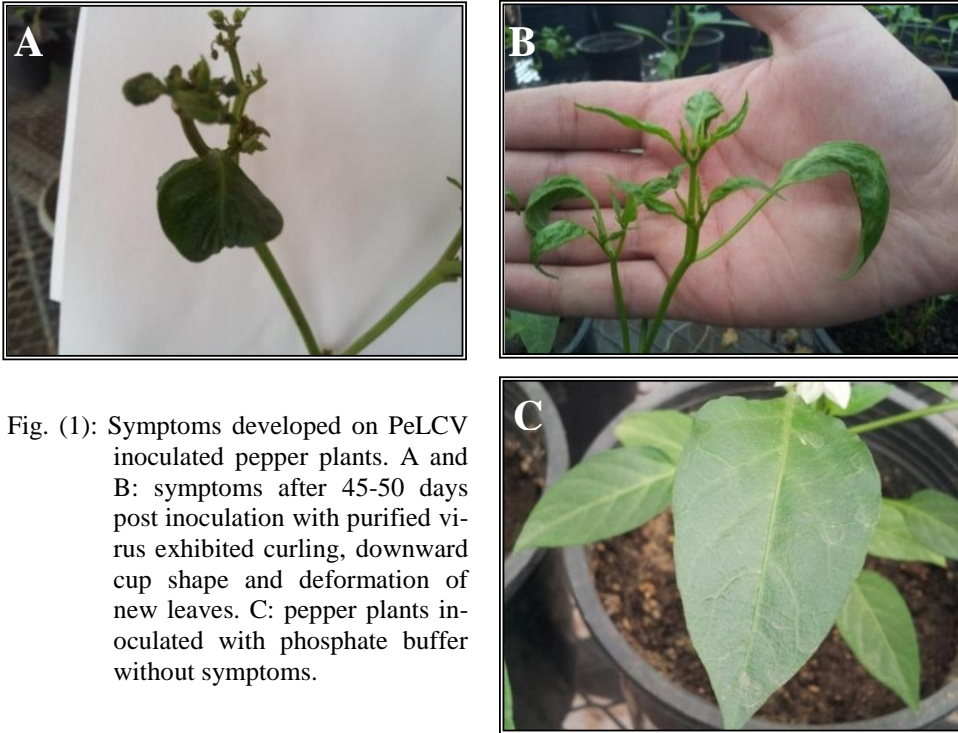 A
B
C
Fig. (1): Symptoms developed on PeLCV
inoculated pepper plants. A and
B: symptoms after 45-50 days
post inoculation with purified vi-
rus exhibited curling, downward
cup shape and deformation of
new leaves. C: pepper plants in-
oculated with phosphate buffer
without symptoms.